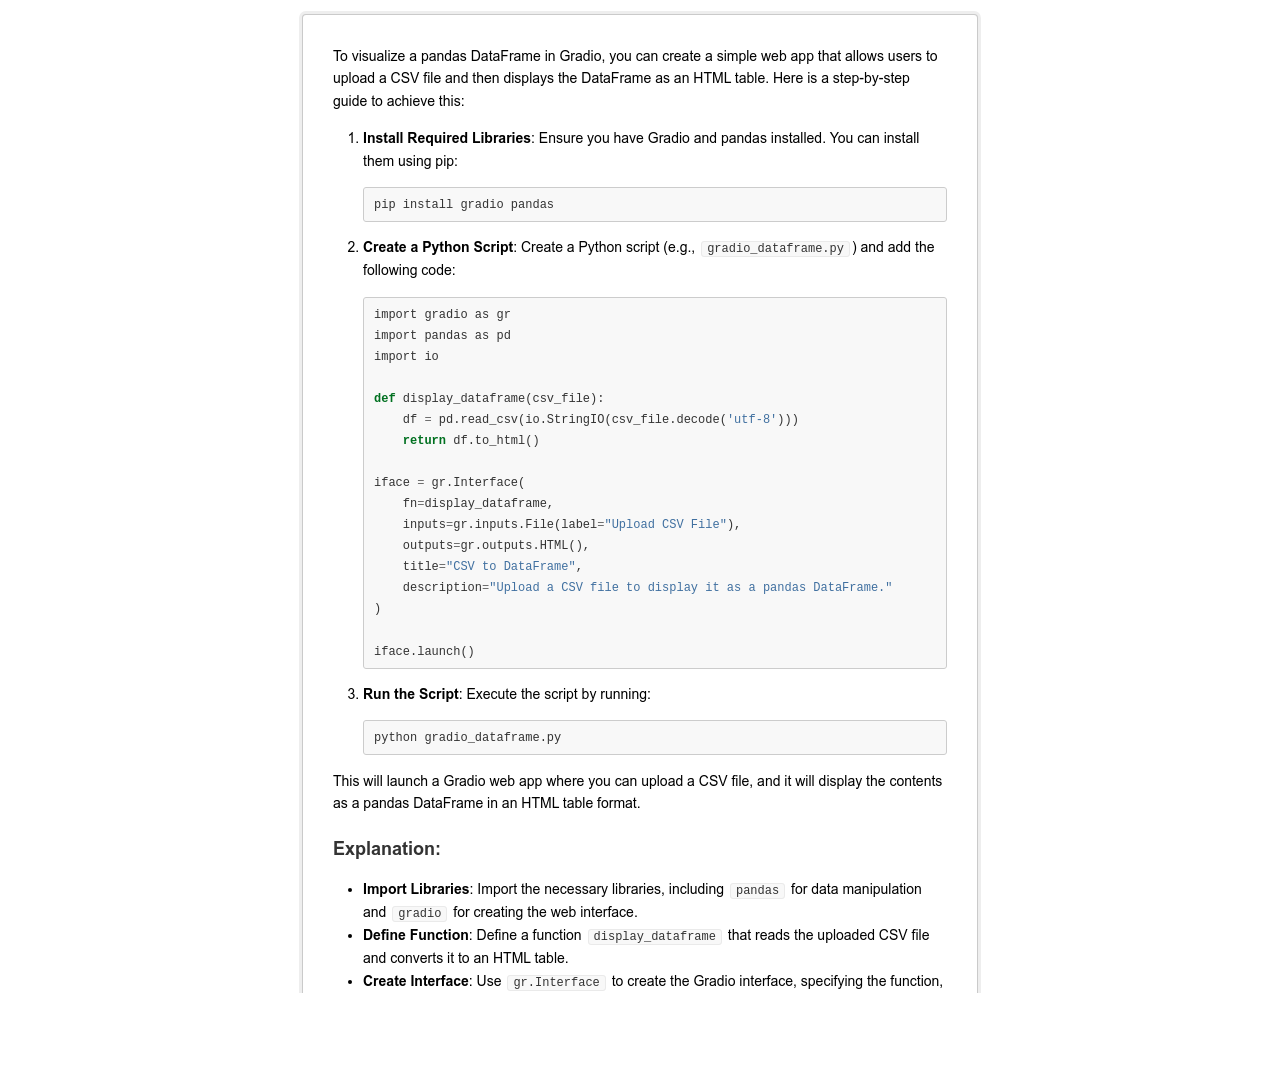 To visualize a pandas DataFrame in Gradio, you can create a simple web app that allows users to
upload a CSV file and then displays the DataFrame as an HTML table. Here is a step-by-step
guide to achieve this:
1. Install Required Libraries: Ensure you have Gradio and pandas installed. You can install
them using pip:
pip install gradio pandas
2. Create a Python Script: Create a Python script (e.g., gradio_dataframe.py ) and add the
following code:
import gradio as gr
import pandas as pd
import io

def display_dataframe(csv_file):
    df = pd.read_csv(io.StringIO(csv_file.decode('utf-8')))
    return df.to_html()

iface = gr.Interface(
    fn=display_dataframe,
    inputs=gr.inputs.File(label="Upload CSV File"),
    outputs=gr.outputs.HTML(),
    title="CSV to DataFrame",
    description="Upload a CSV file to display it as a pandas DataFrame."
)

iface.launch()
3. Run the Script: Execute the script by running:
python gradio_dataframe.py
This will launch a Gradio web app where you can upload a CSV file, and it will display the contents
as a pandas DataFrame in an HTML table format.
Explanation:
• Import Libraries: Import the necessary libraries, including pandas for data manipulation
and gradio for creating the web interface.
• Define Function: Define a function display_dataframe that reads the uploaded CSV file
and converts it to an HTML table.
• Create Interface: Use gr.Interface to create the Gradio interface, specifying the function,